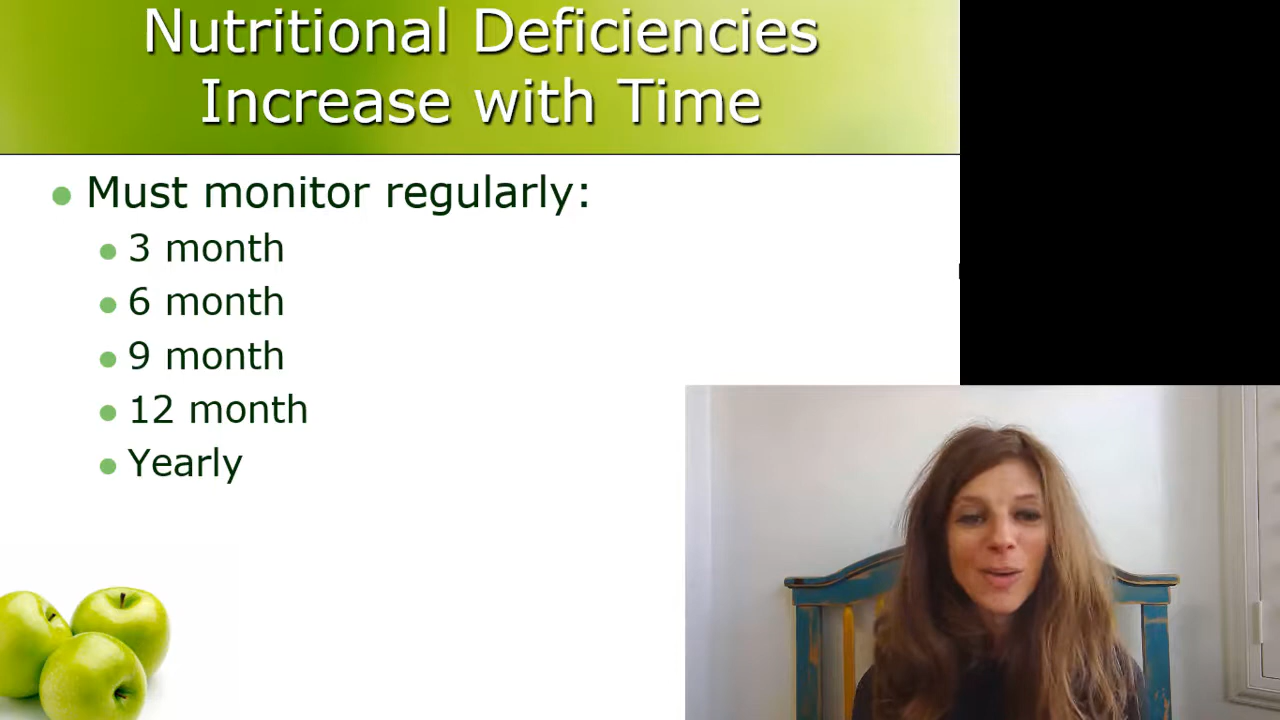 Nutritional Deficiencies
Increase with Time
Must monitor regularly:
3 month
6 month
9 month
12 month
Yearly